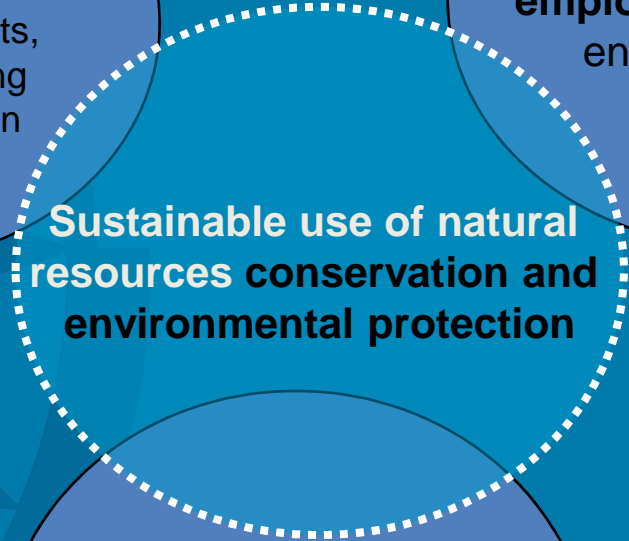 Sustainable use of natural
resources conservation and
environmental protection